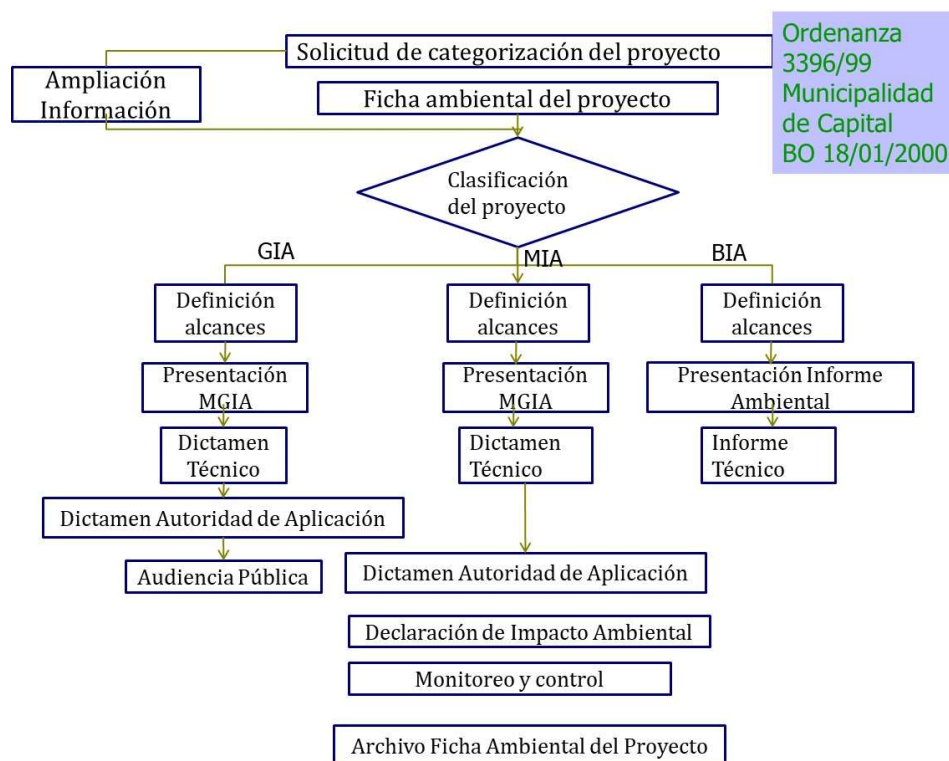 Solicitud de categorización del proyecto
Ordenanza
3396/99
Municipalidad
de Capital
BO 18/01/2000
Ampliación
Información
Ficha ambiental del proyecto
Clasificación
del proyecto
GIA
MIA
BIA
Definición
alcances
Definición
alcances
Definición
alcances
Presentación
MGIA
Presentación
MGIA
Presentación Informe
Ambiental
Dictamen
Técnico
Dictamen
Técnico
Informe
Técnico
Dictamen Autoridad de Aplicación
Audiencia Pública
Dictamen Autoridad de Aplicación
Declaración de Impacto Ambiental
Monitoreo y control
Archivo Ficha Ambiental del Proyecto